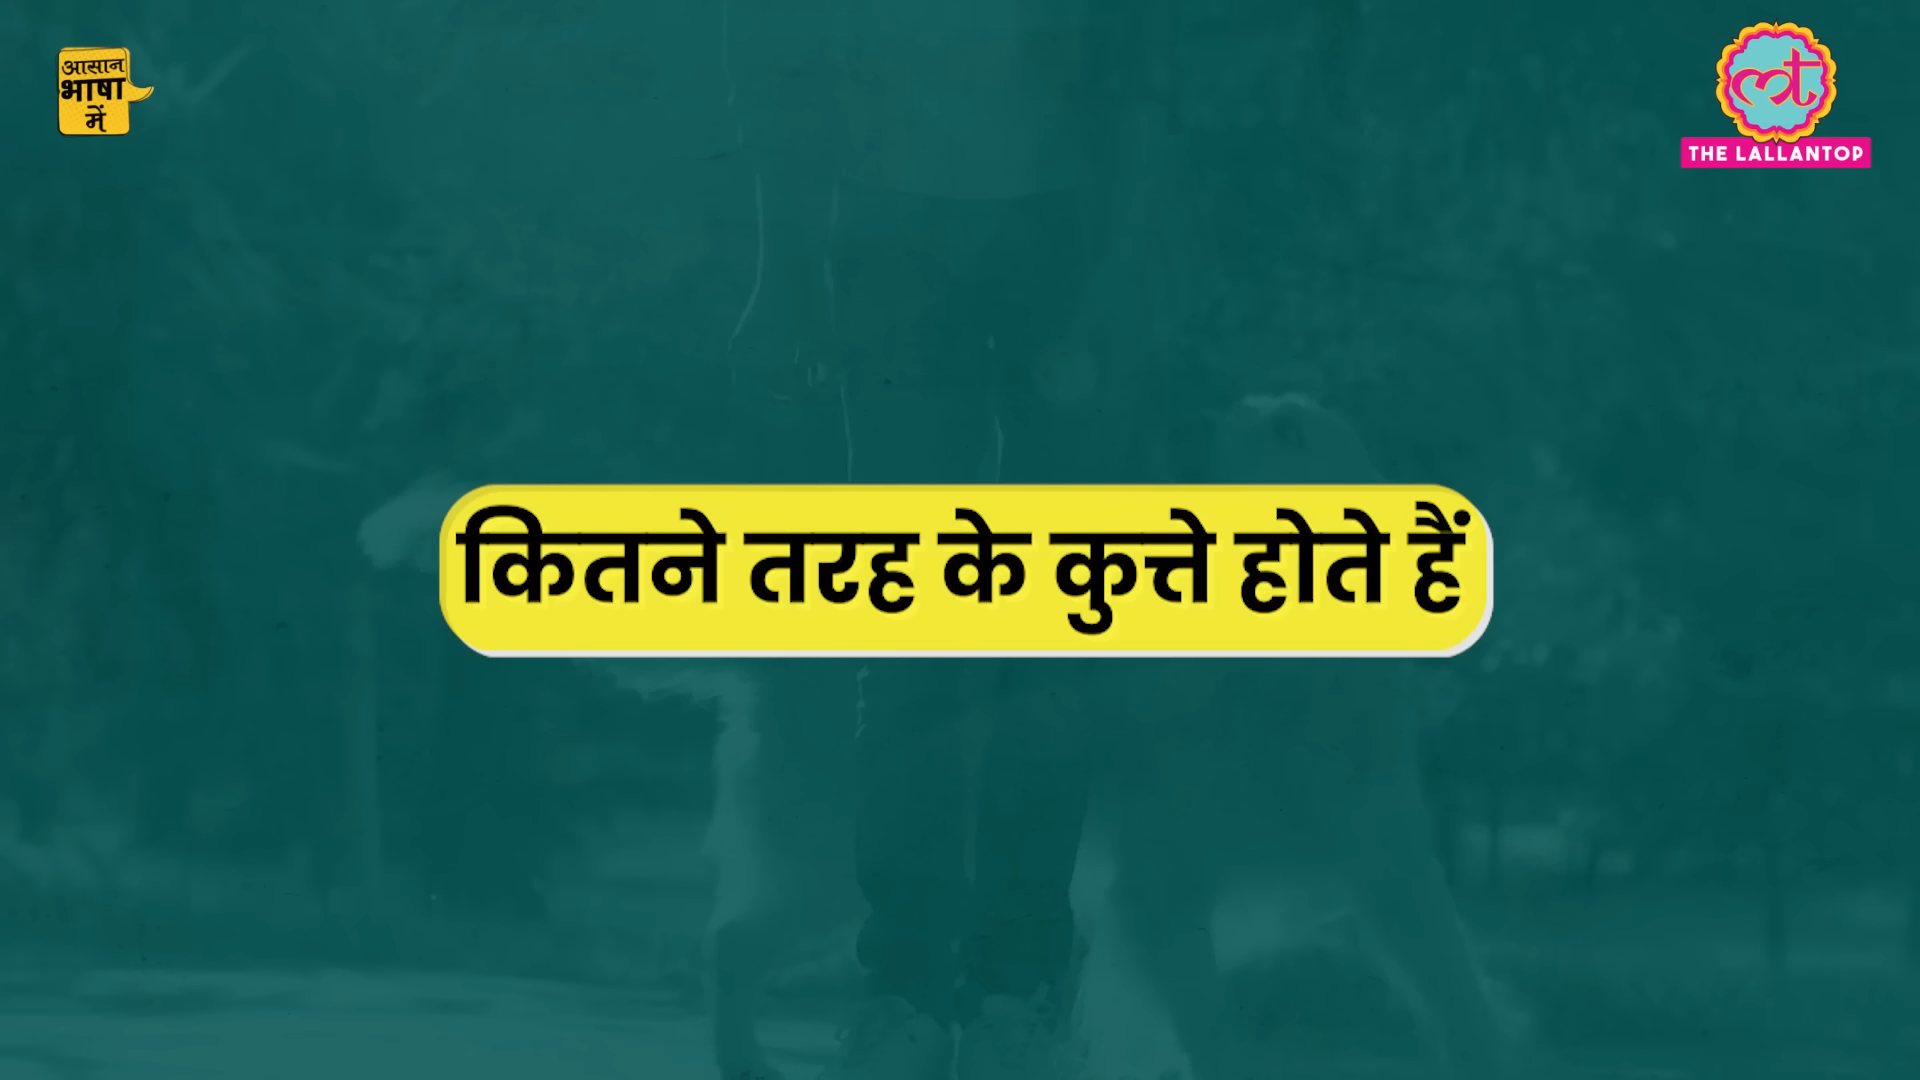 आसान
भाषा
में
THE LALLANTOP
कितने तरह के कुत्ते होते हैं